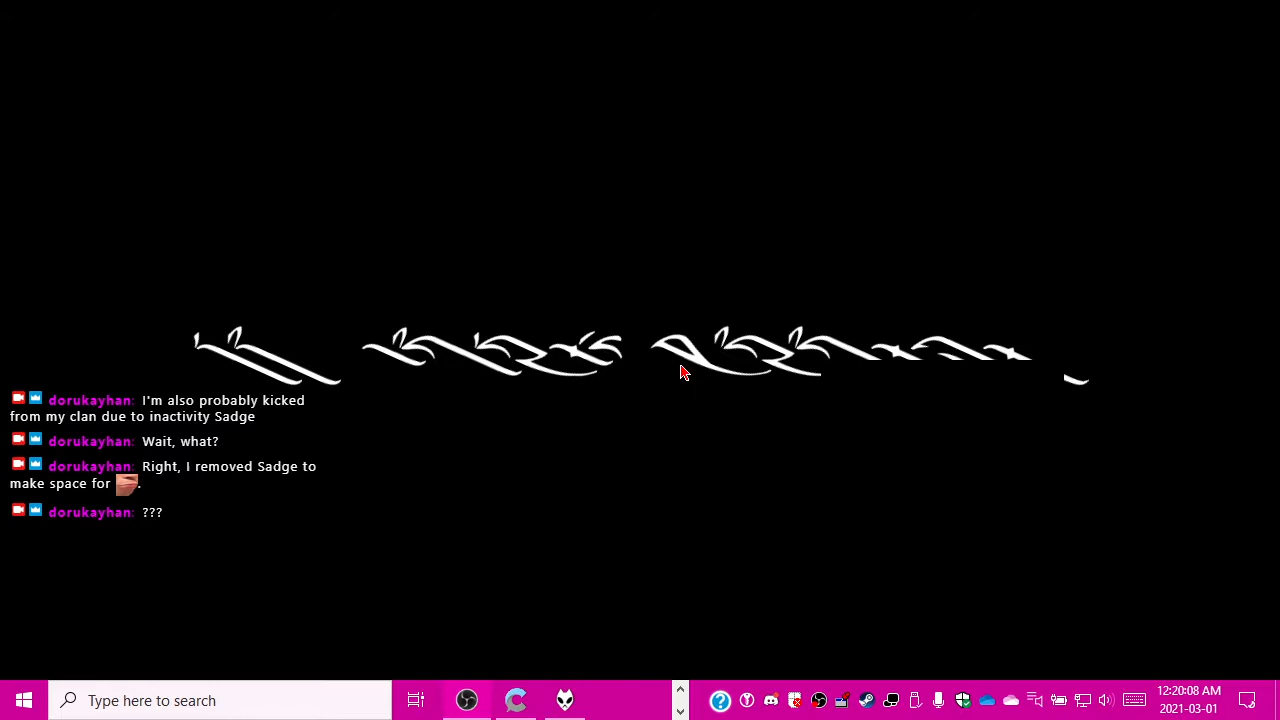 dorukayhan: I'm also probably kicked
from my clan due to inactivity Sadge
dorukayhan: Wait, what?
dorukayhan: Right, I removed Sadge to
make space for .
dorukayhan: ???
Type here to search
12:20:08 AM
2021-03-01